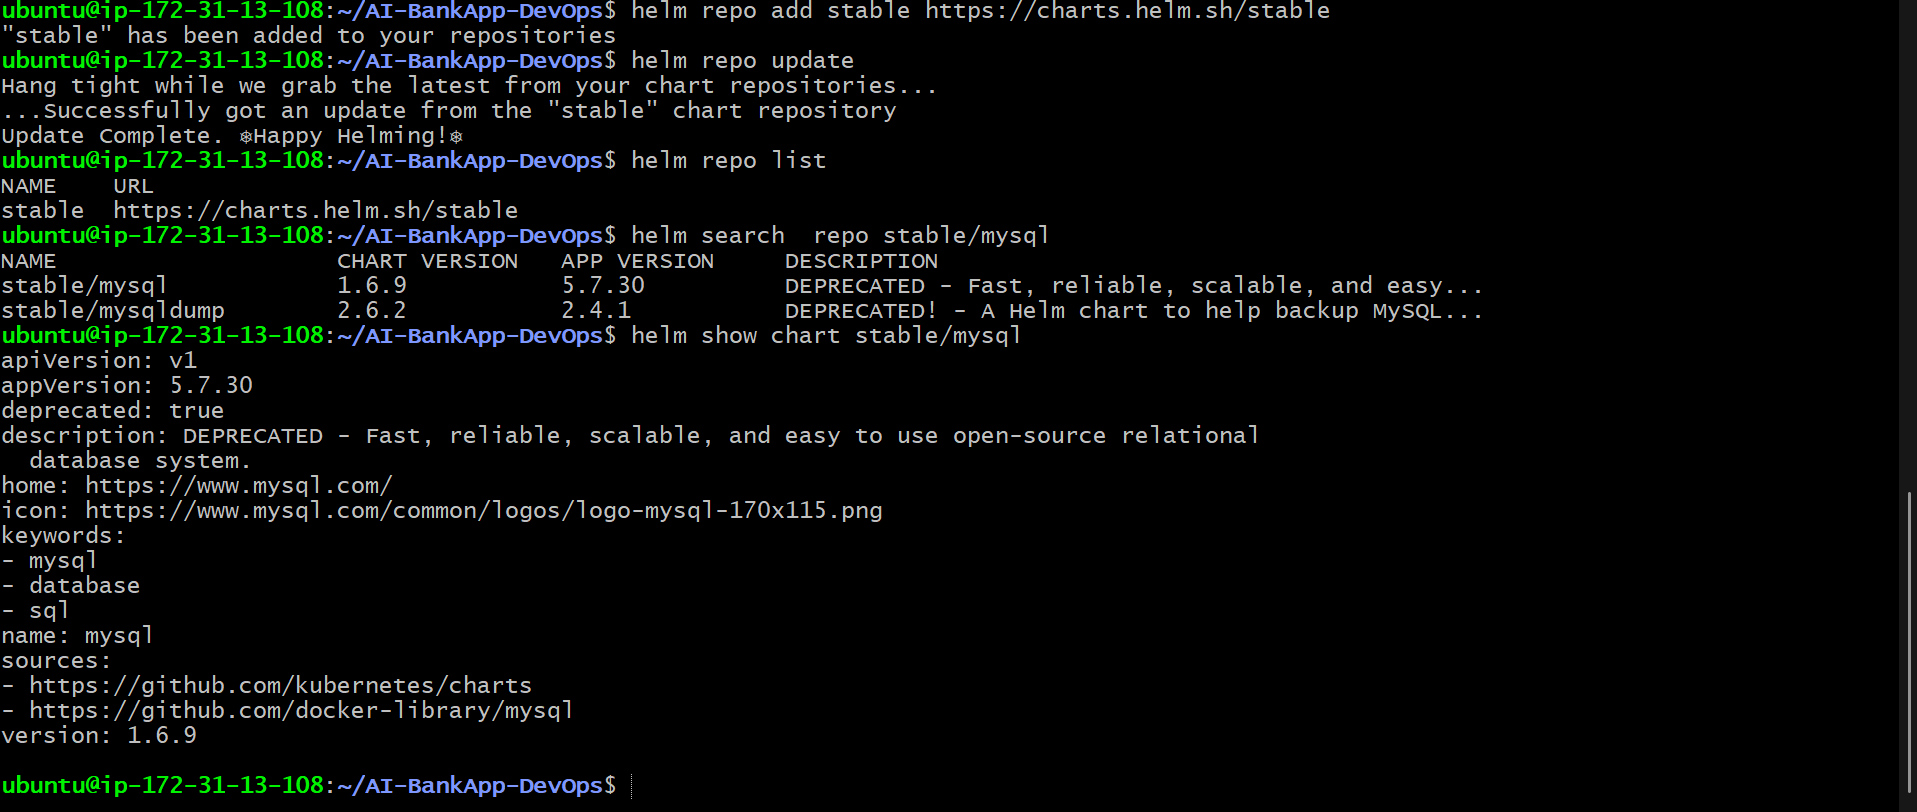 ubuntu@ip-172-31-13-108:~/AI-BankApp-DevOps$ helm repo add stable https://charts.helm.sh/stable
"stable" has been added to your repositories
ubuntu@ip-172-31-13-108:~/AI-BankApp-DevOps$ helm repo update
Hang tight while we grab the latest from your chart repositories...
...Successfully got an update from the "stable" chart repository
Update Complete. ⎈Happy Helming!⎈
ubuntu@ip-172-31-13-108:~/AI-BankApp-DevOps$ helm repo list
NAME    URL
stable  https://charts.helm.sh/stable
ubuntu@ip-172-31-13-108:~/AI-BankApp-DevOps$ helm search  repo stable/mysql
NAME                    CHART VERSION   APP VERSION     DESCRIPTION
stable/mysql            1.6.9           5.7.30          DEPRECATED - Fast, reliable, scalable, and easy...
stable/mysqldump        2.6.2           2.4.1           DEPRECATED! - A Helm chart to help backup MySQL...
ubuntu@ip-172-31-13-108:~/AI-BankApp-DevOps$ helm show chart stable/mysql
apiVersion: v1
appVersion: 5.7.30
deprecated: true
description: DEPRECATED - Fast, reliable, scalable, and easy to use open-source relational
  database system.
home: https://www.mysql.com/
icon: https://www.mysql.com/common/logos/logo-mysql-170x115.png
keywords:
- mysql
- database
- sql
name: mysql
sources:
- https://github.com/kubernetes/charts
- https://github.com/docker-library/mysql
version: 1.6.9

ubuntu@ip-172-31-13-108:~/AI-BankApp-DevOps$